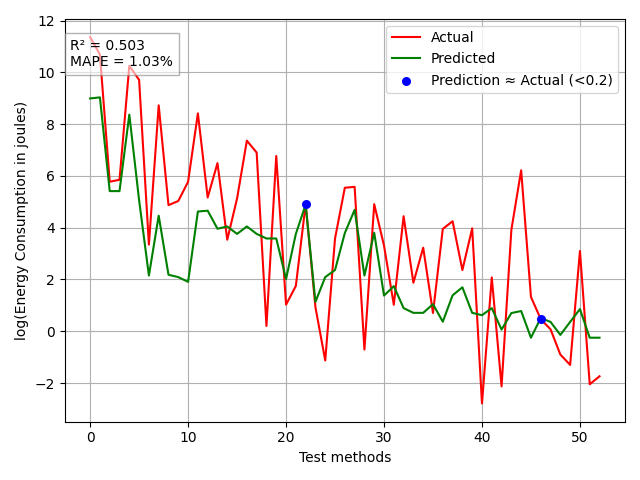 R² = 0.503
MAPE = 1.03%
Actual
Predicted
Prediction ≈ Actual (<0.2)
log(Energy Consumption in joules)
12
10
8
6
4
2
0
−2
0 10 20 30 40 50
Test methods